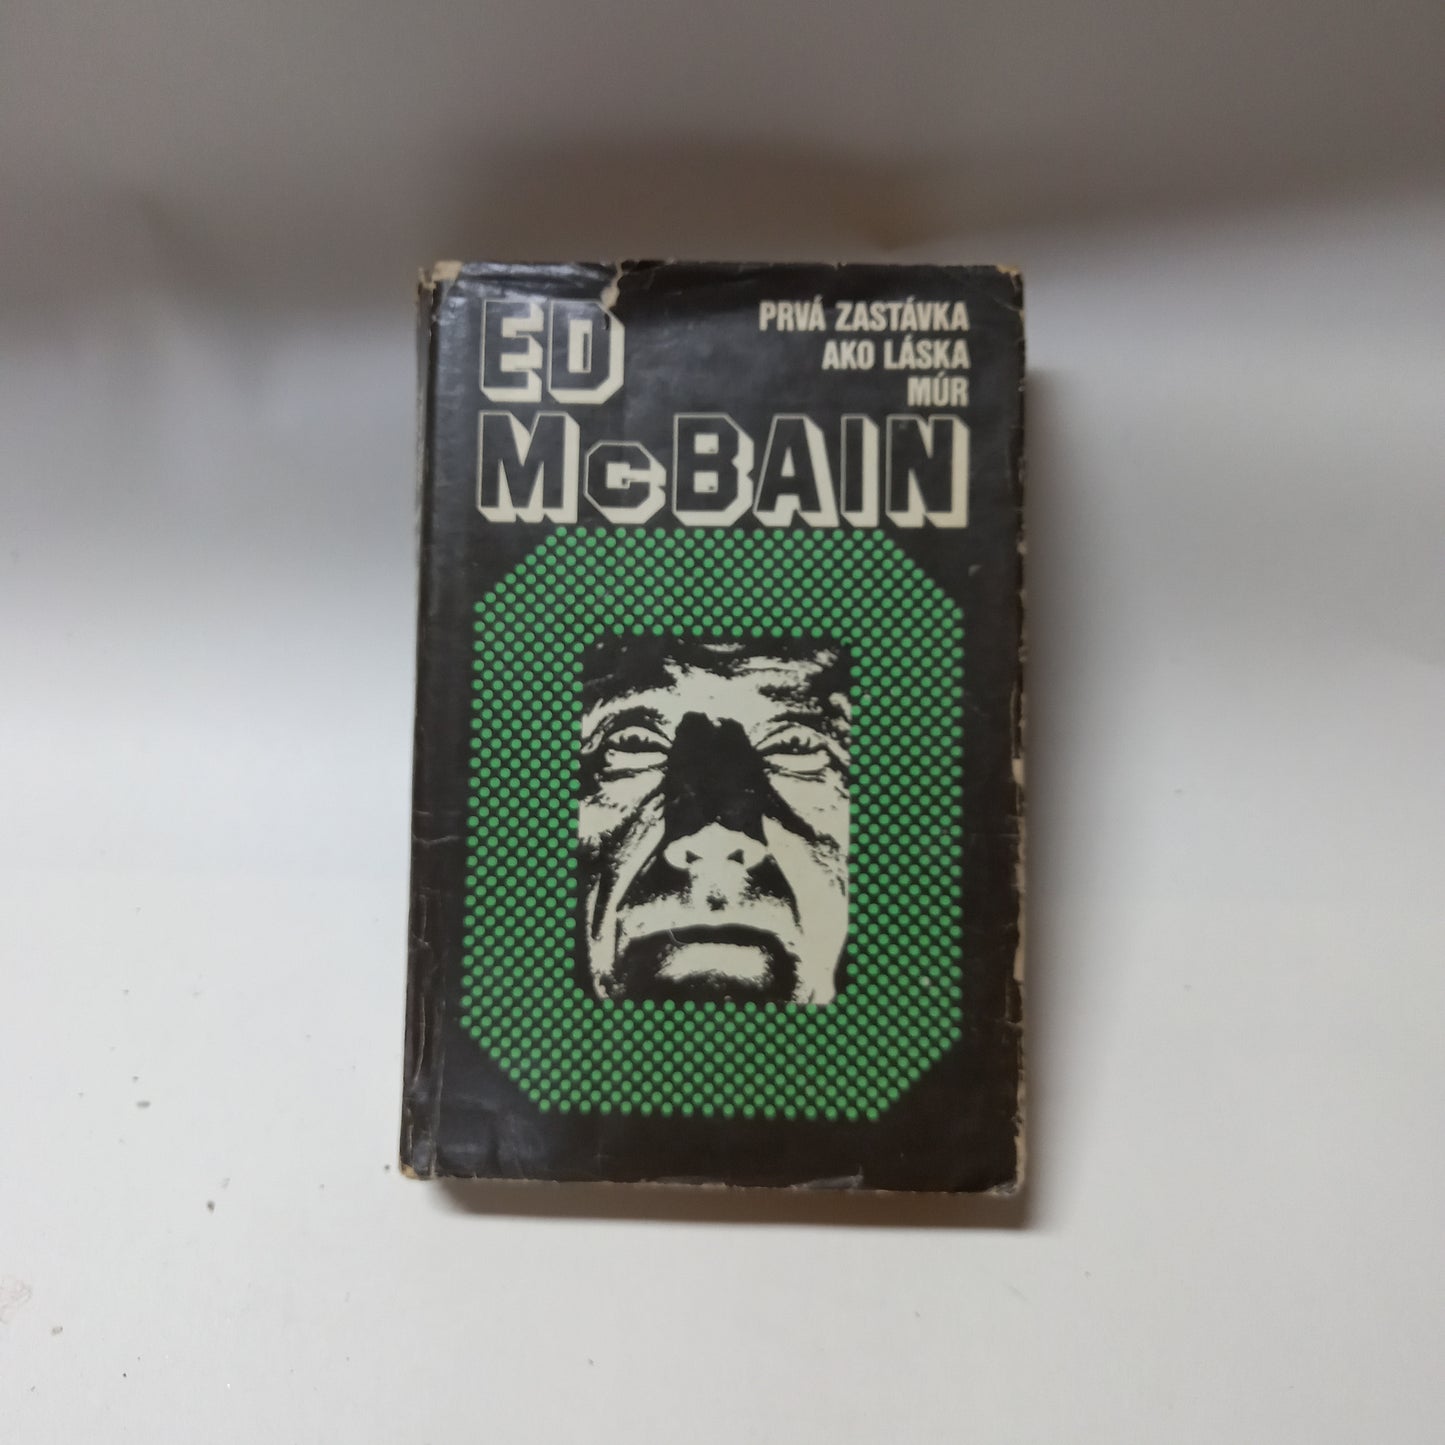 ED
McBAIN
PRVÁ ZASTÁVKA
AKO LÁSKA
MÚR